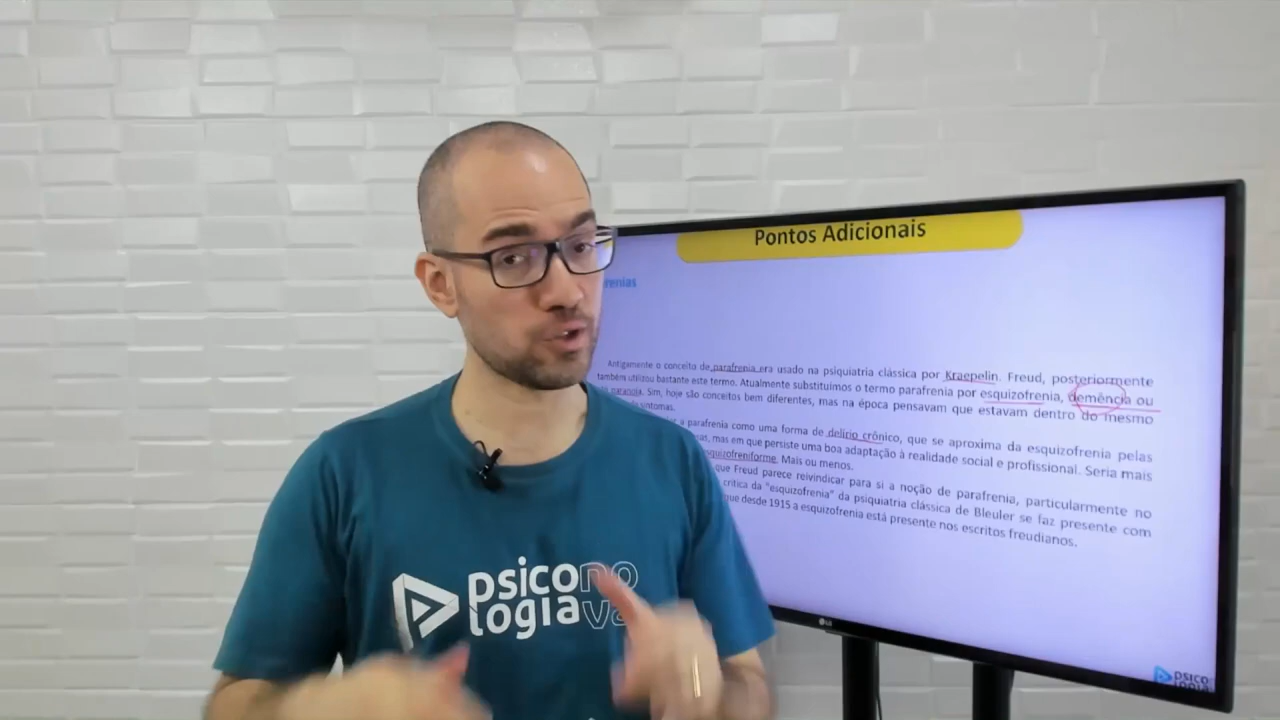 Pontos Adicionais
renias
Antigamente o conceito de parafrenia era usado na psiquiatria clássica por Kraepelin. Freud, posteriormente
também utilizou bastante este termo. Atualmente substituímos o termo parafrenia por esquizofrenia, demência ou
paranoia. Sim, hoje são conceitos bem diferentes, mas na época pensavam que estavam dentro do mesmo
sintomas.
a parafrenia como uma forma de delírio crônico, que se aproxima da esquizofrenia pelas
mas em que persiste uma boa adaptação à realidade social e profissional. Seria mais
squizofreniforme. Mais ou menos.
que Freud parece reivindicar para si a noção de parafrenia, particularmente no
crítica da "esquizofrenia" da psiquiatria clássica de Bleuler se faz presente com
que desde 1915 a esquizofrenia está presente nos escritos freudianos.
psicono
logiava
LG
PSICO
LOGIA